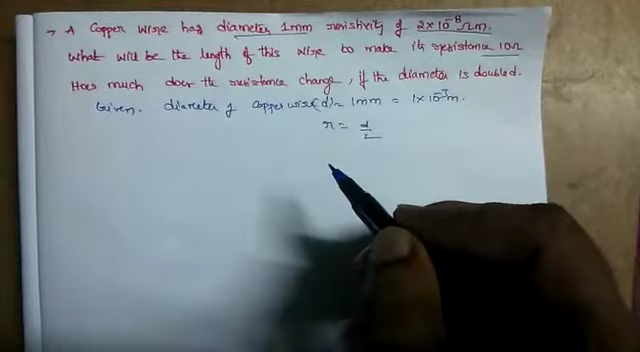 → A Copper wire has diameter 1mm resistivity of 2×10⁻⁸ Ωm.
What will be the length of this wire to make its resistance 10Ω
How much does the resistance change, if the diameter is doubled.
Given. diameter of copper wire(d) = 1mm = 1×10⁻³m.
r = d/2